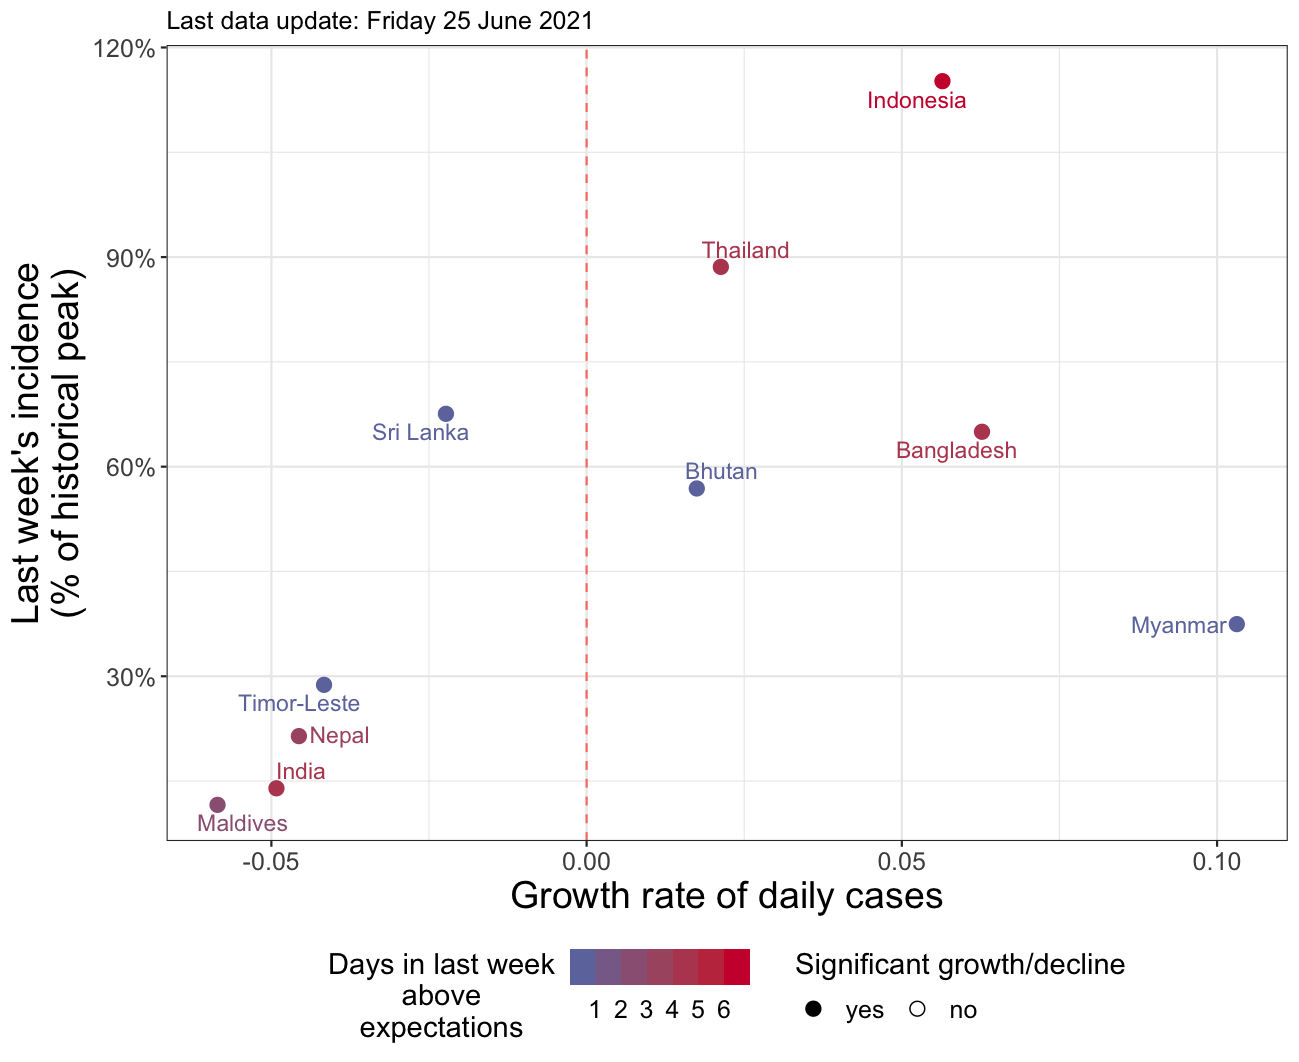 Last data update: Friday 25 June 2021
120%
90%
60%
30%
Last week's incidence
(% of historical peak)
Indonesia
Thailand
Sri Lanka
Bangladesh
Bhutan
Myanmar
Timor-Leste
Nepal
India
Maldives
-0.05 0.00 0.05 0.10
Growth rate of daily cases
Days in last week
above
expectations
1 2 3 4 5 6
Significant growth/decline
yes no